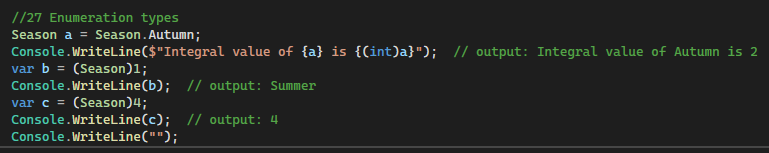 //27 Enumeration types
Season a = Season.Autumn;
Console.WriteLine($"Integral value of {a} is {(int)a}");  // output: Integral value of Autumn is 2
var b = (Season)1;
Console.WriteLine(b);  // output: Summer
var c = (Season)4;
Console.WriteLine(c);  // output: 4
Console.WriteLine("");